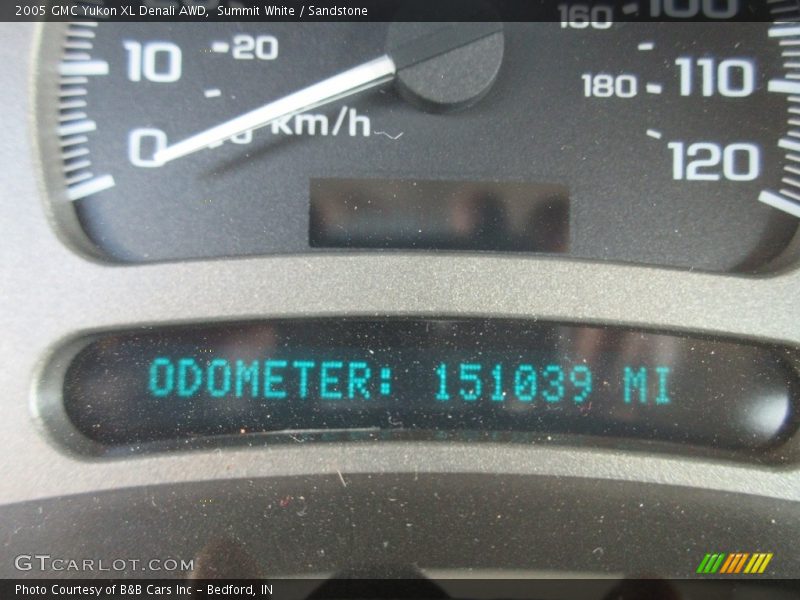 2005 GMC Yukon XL Denali AWD, Summit White / Sandstone
160
100
10
20
180
110
0
km/h
120
ODOMETER: 151039 MI
GTCARLOT.COM
Photo Courtesy of B&B Cars Inc - Bedford, IN